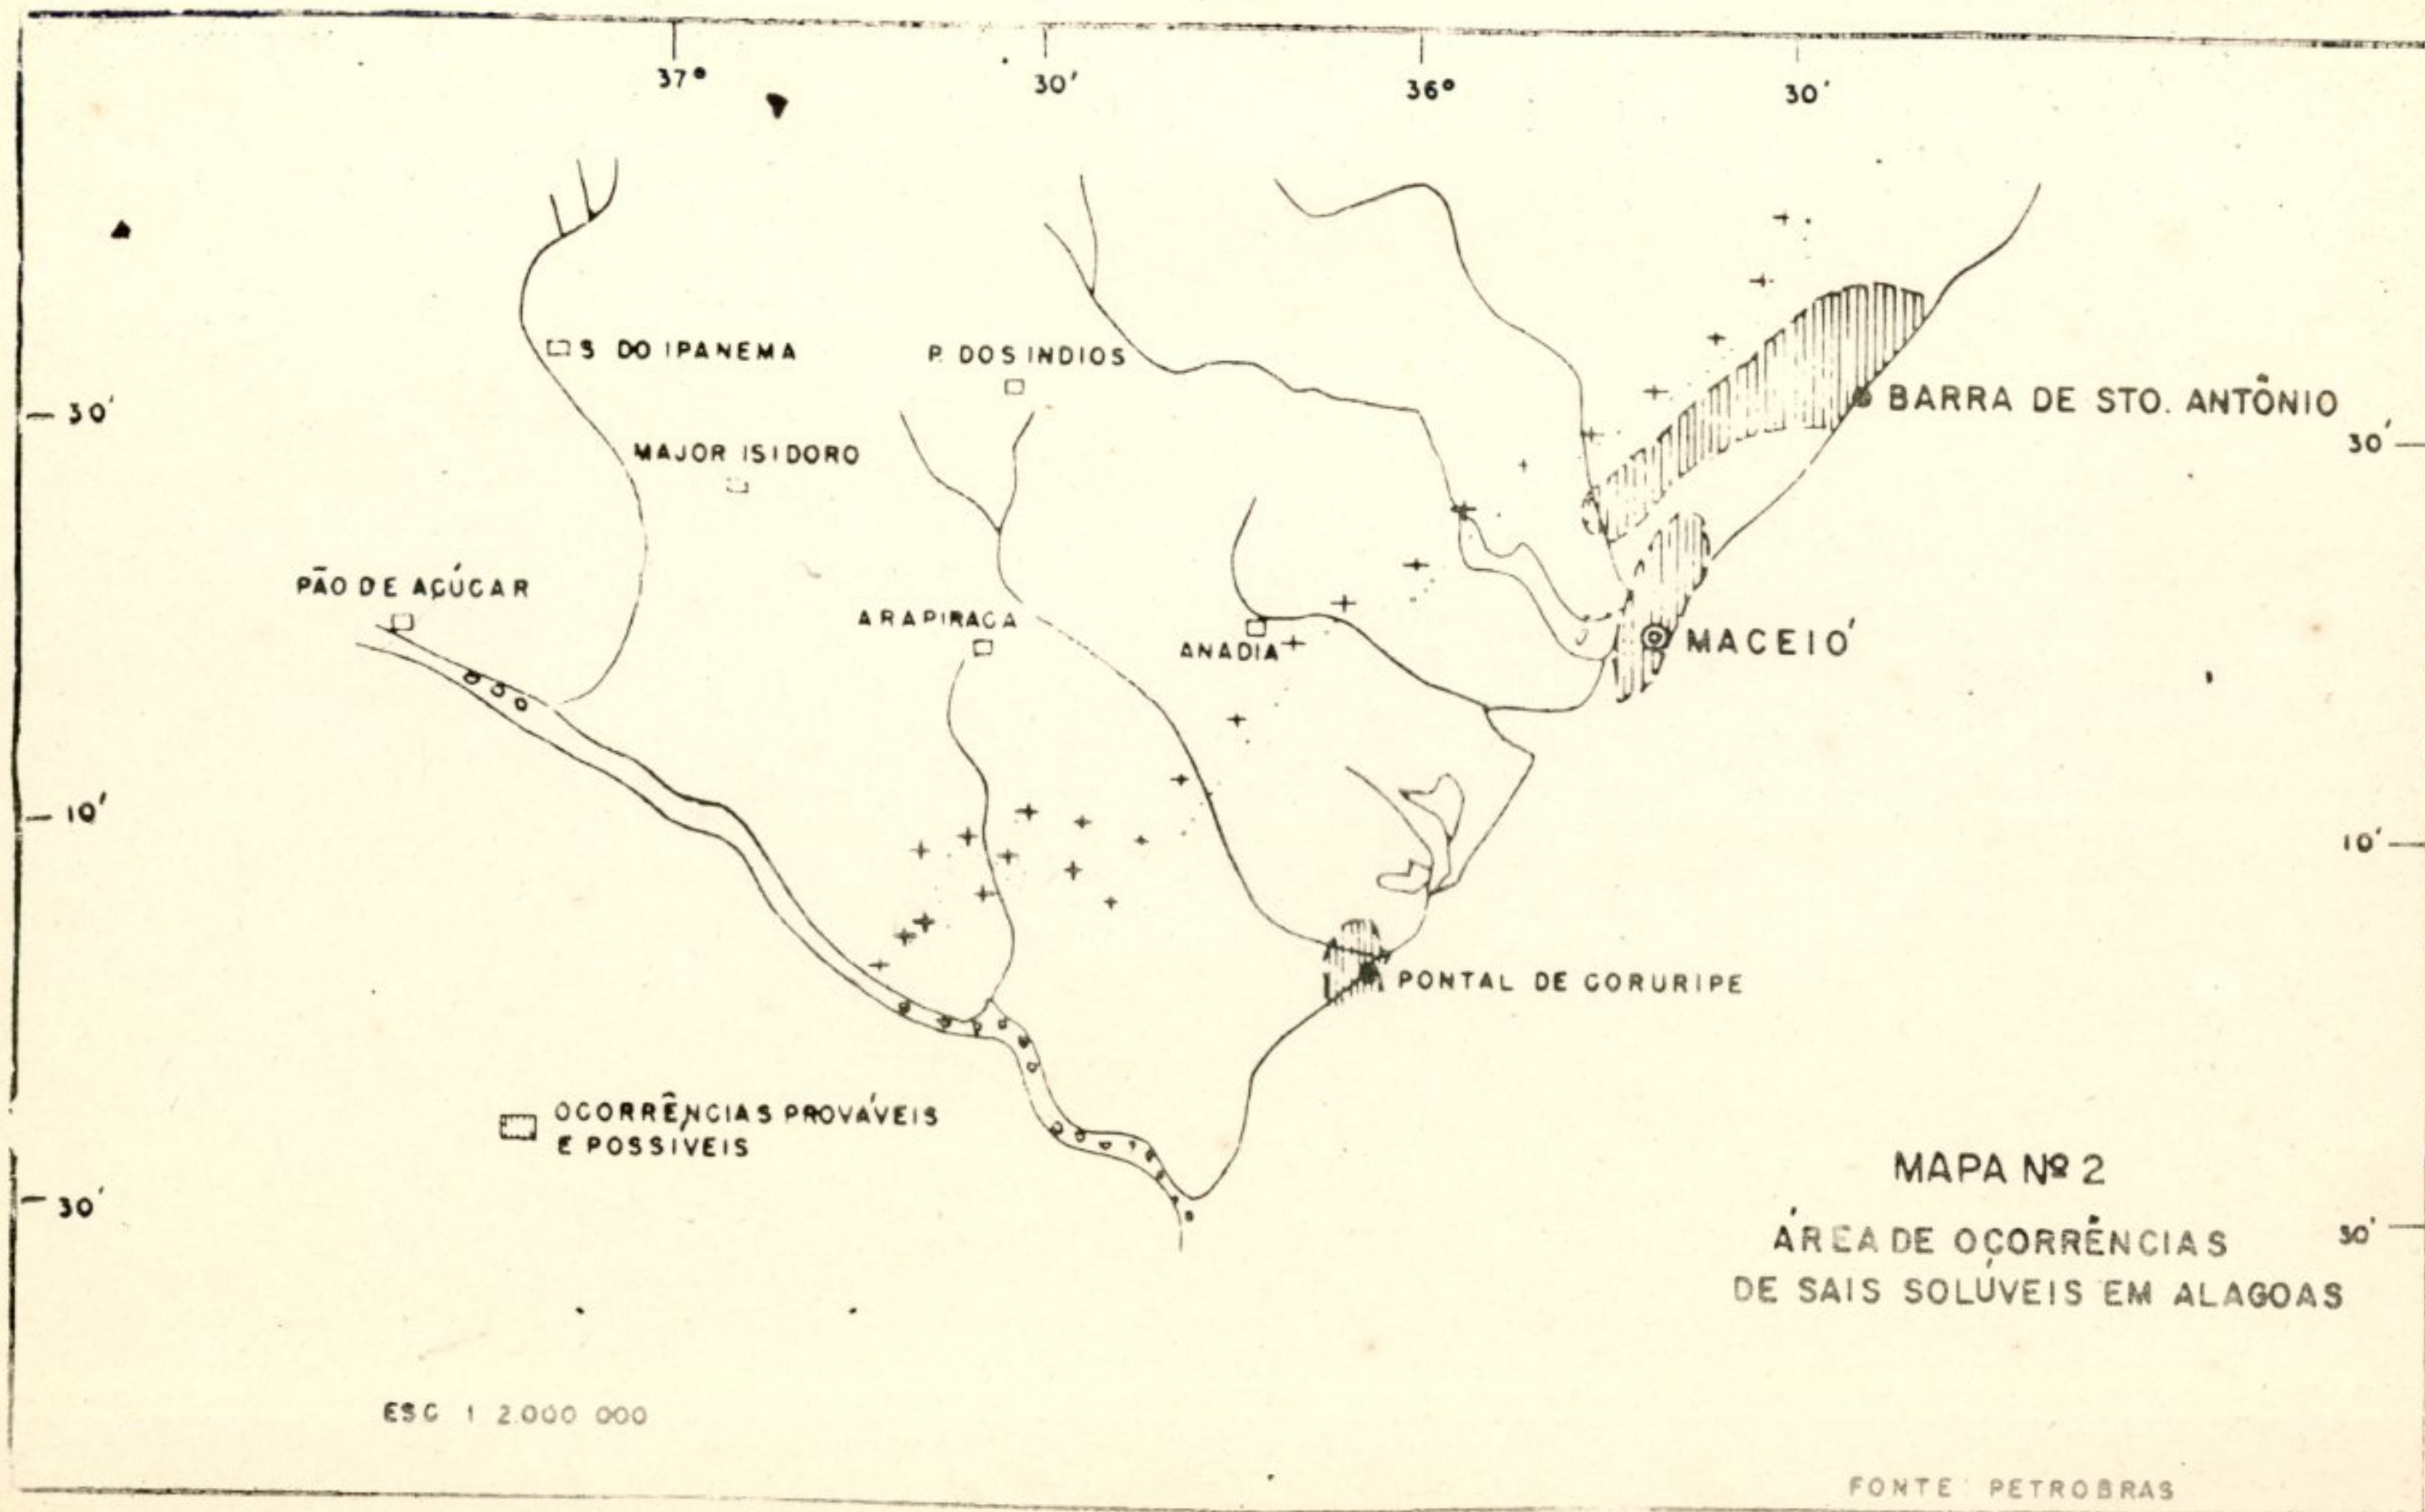 37° 30' 36° 30'
S DO IPANEMA
P. DOS INDIOS
30'
BARRA DE STO. ANTÔNIO
30'
MAJOR ISIDORO
PÃO DE AÇÚCAR
ARAPIRACA
ANADIA
MACEIÓ
10'
10'
PONTAL DE CORURIPE
OCORRÊNCIAS PROVÁVEIS
E POSSIVEIS
MAPA Nº 2
30'
ÁREA DE OCORRÊNCIAS
30'
DE SAIS SOLÚVEIS EM ALAGOAS
ESC 1 2.000 000
FONTE PETROBRAS